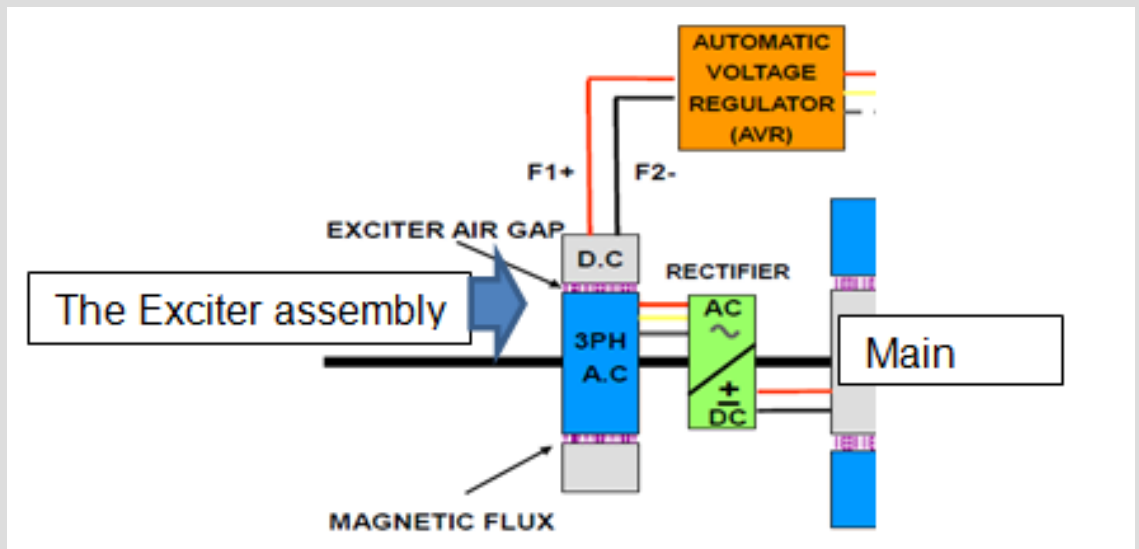 AUTOMATIC
VOLTAGE
REGULATOR
(AVR)
F1+ F2-
EXCITER AIR GAP
D.C
RECTIFIER
The Exciter assembly
AC
3PH
A.C
Main
+
DC
MAGNETIC FLUX